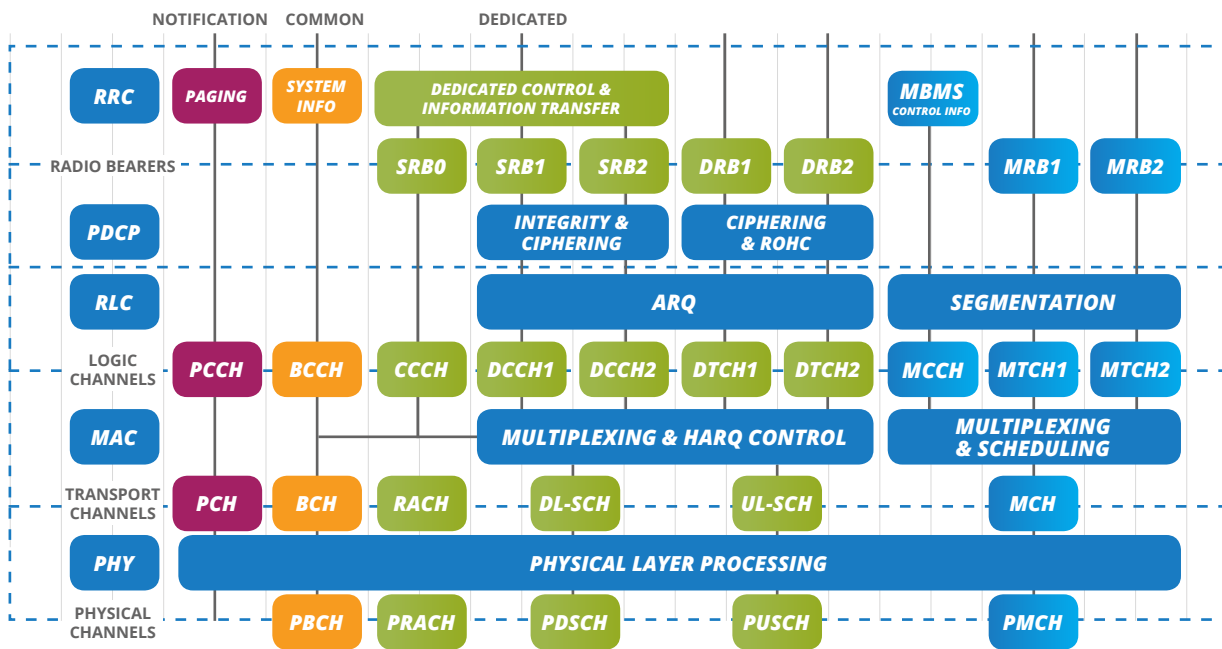 NOTIFICATION COMMON DEDICATED
RRC
PAGING
SYSTEM
INFO
DEDICATED CONTROL &
INFORMATION TRANSFER
MBMS
CONTROL INFO
RADIO BEARERS
SRB0
SRB1
SRB2
DRB1
DRB2
MRB1
MRB2
PDCP
INTEGRITY &
CIPHERING
CIPHERING
& ROHC
RLC
ARQ
SEGMENTATION
LOGIC
CHANNELS
PCCH
BCCH
CCCH
DCCH1
DCCH2
DTCH1
DTCH2
MCCH
MTCH1
MTCH2
MAC
MULTIPLEXING & HARQ CONTROL
MULTIPLEXING
& SCHEDULING
TRANSPORT
CHANNELS
PCH
BCH
RACH
DL-SCH
UL-SCH
MCH
PHY
PHYSICAL LAYER PROCESSING
PHYSICAL
CHANNELS
PBCH
PRACH
PDSCH
PUSCH
PMCH